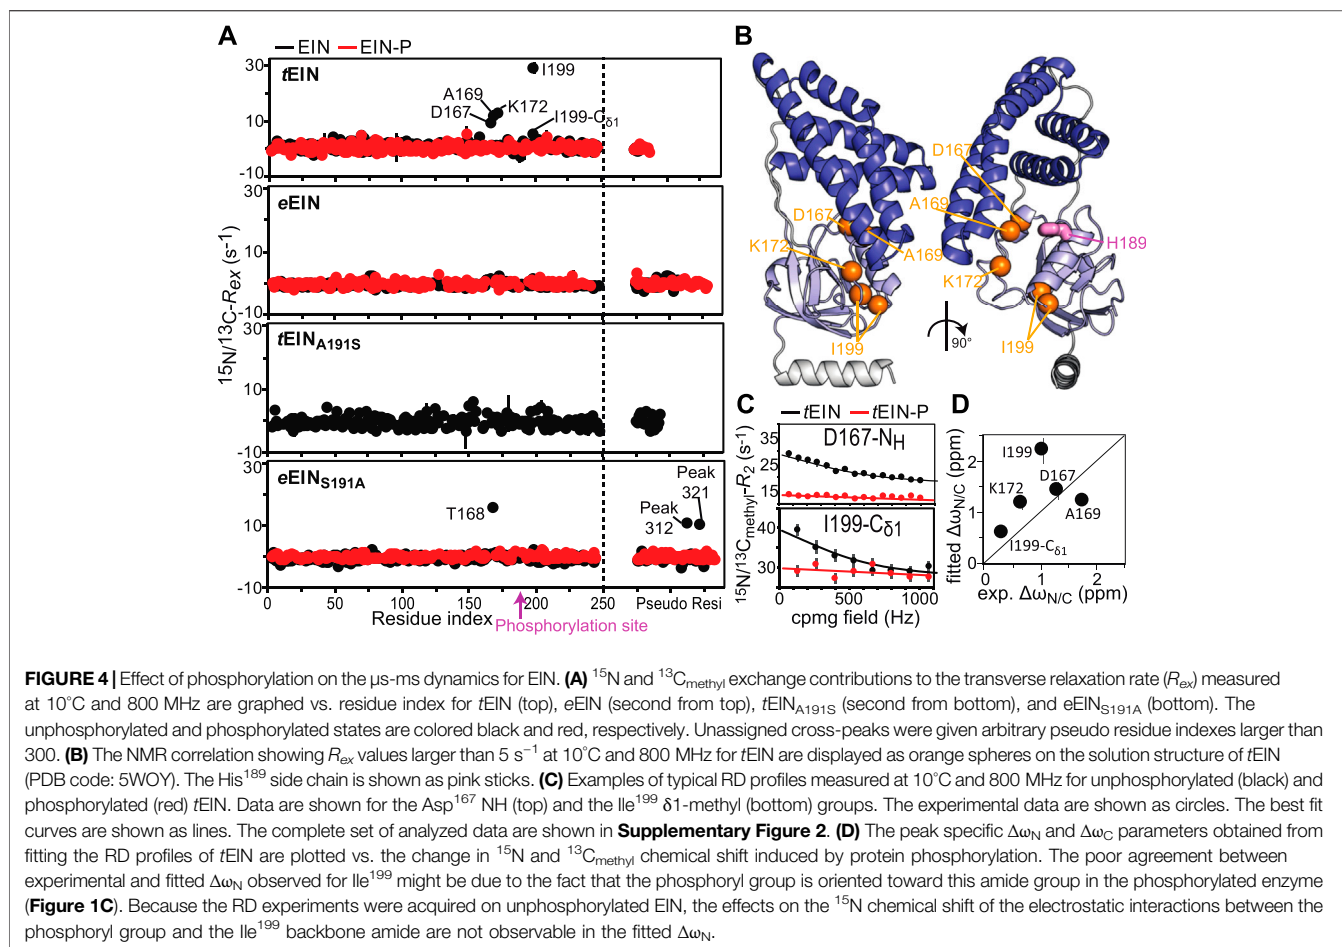 A
EIN EIN-P
tEIN
30
20
10
-10
I199
A169
K172
D167
I199-Cδ1
eEIN
30
10
-10
tEINA191S
30
10
-10
eEINS191A
30
10
-10
T168
Peak 312
Peak 321
15N/13C-Rex (s-1)
0 50 100 150 200 250 Pseudo Resi
Residue index
Phosphorylation site
B
D167
A169
D167
K172
A169
H189
K172
I199
I199
90°
C
tEIN tEIN-P
D167-NH
35
25
15
I199-Cδ1
40
30
15N/13Cmethyl-R2 (s-1)
0 500 1000
cpmg field (Hz)
D
fitted ΔωN/C (ppm)
2
1
0
I199
K172
D167
A169
I199-Cδ1
0 1 2
exp. ΔωN/C (ppm)
FIGURE 4 | Effect of phosphorylation on the μs-ms dynamics for EIN. (A) 15N and 13Cmethyl exchange contributions to the transverse relaxation rate (Rex) measured
at 10°C and 800 MHz are graphed vs. residue index for tEIN (top), eEIN (second from top), tEINA191S (second from bottom), and eEINS191A (bottom). The
unphosphorylated and phosphorylated states are colored black and red, respectively. Unassigned cross-peaks were given arbitrary pseudo residue indexes larger than
300. (B) The NMR correlation showing Rex values larger than 5 s−1 at 10°C and 800 MHz for tEIN are displayed as orange spheres on the solution structure of tEIN
(PDB code: 5WOY). The His189 side chain is shown as pink sticks. (C) Examples of typical RD profiles measured at 10°C and 800 MHz for unphosphorylated (black) and
phosphorylated (red) tEIN. Data are shown for the Asp167 NH (top) and the Ile199 δ1-methyl (bottom) groups. The experimental data are shown as circles. The best fit
curves are shown as lines. The complete set of analyzed data are shown in Supplementary Figure 2. (D) The peak specific ΔωN and ΔωC parameters obtained from
fitting the RD profiles of tEIN are plotted vs. the change in 15N and 13Cmethyl chemical shift induced by protein phosphorylation. The poor agreement between
experimental and fitted ΔωN observed for Ile199 might be due to the fact that the phosphoryl group is oriented toward this amide group in the phosphorylated enzyme
(Figure 1C). Because the RD experiments were acquired on unphosphorylated EIN, the effects on the 15N chemical shift of the electrostatic interactions between the
phosphoryl group and the Ile199 backbone amide are not observable in the fitted ΔωN.